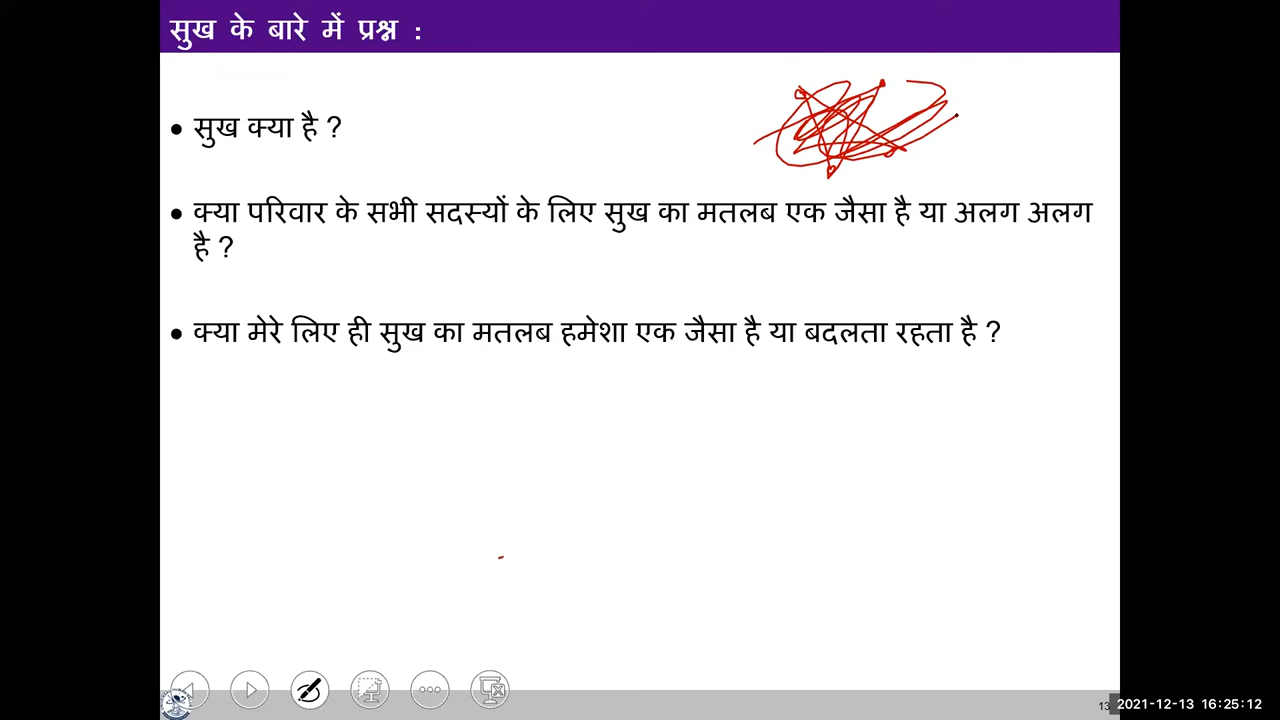 सुख के बारे में प्रश्न :
• सुख क्या है ?
• क्या परिवार के सभी सदस्यों के लिए सुख का मतलब एक जैसा है या अलग अलग
है ?
• क्या मेरे लिए ही सुख का मतलब हमेशा एक जैसा है या बदलता रहता है ?
13
2021-12-13 16:25:12